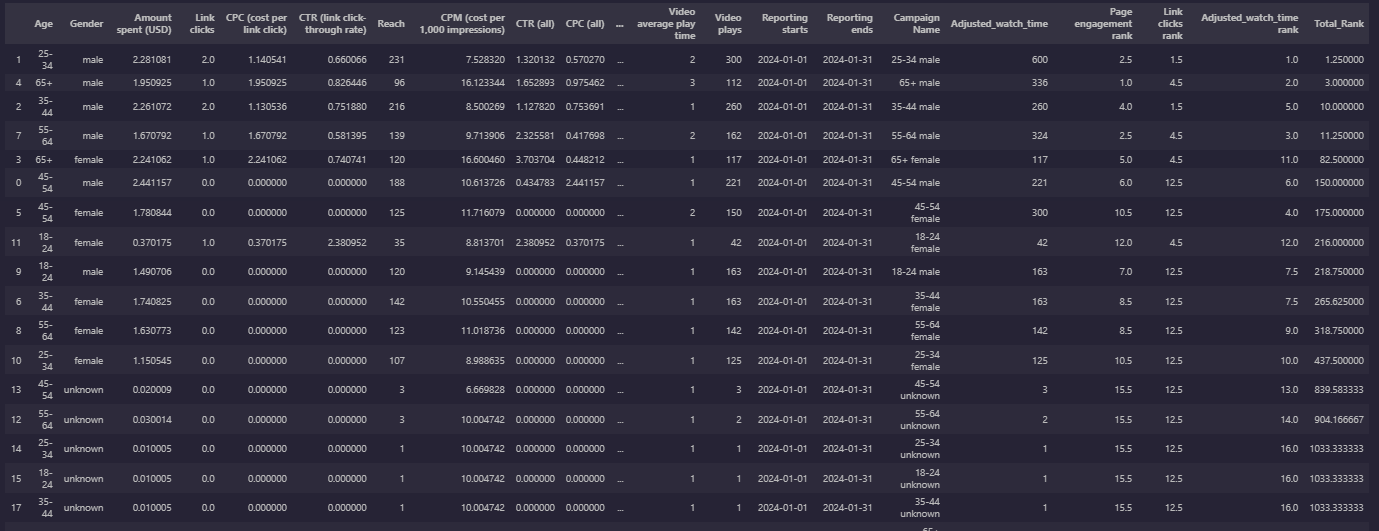 Age Gender Amount spent (USD) Link clicks CPC (cost per link click) CTR (link click-through rate) Reach CPM (cost per 1,000 impressions) CTR (all) CPC (all) ... Video average play time Video plays Reporting starts Reporting ends Campaign Name Adjusted_watch_time Page engagement rank Link clicks rank Adjusted_watch_time rank Total_Rank
1 25-34 male 2.281081 2.0 1.140541 0.660066 231 7.528320 1.320132 0.570270 ... 2 300 2024-01-01 2024-01-31 25-34 male 600 2.5 1.5 1.0 1.250000
4 65+ male 1.950925 1.0 1.950925 0.826446 96 16.123344 1.652893 0.975462 ... 3 112 2024-01-01 2024-01-31 65+ male 336 1.0 4.5 2.0 3.000000
2 35-44 male 2.261072 2.0 1.130536 0.751880 216 8.500269 1.127820 0.753691 ... 1 260 2024-01-01 2024-01-31 35-44 male 260 4.0 1.5 5.0 10.000000
7 55-64 male 1.670792 1.0 1.670792 0.581395 139 9.713906 2.325581 0.417698 ... 2 162 2024-01-01 2024-01-31 55-64 male 324 2.5 4.5 3.0 11.250000
3 65+ female 2.241062 1.0 2.241062 0.740741 120 16.600460 3.703704 0.448212 ... 1 117 2024-01-01 2024-01-31 65+ female 117 5.0 4.5 11.0 82.500000
0 45-54 male 2.441157 0.0 0.000000 0.000000 188 10.613726 0.434783 2.441157 ... 1 221 2024-01-01 2024-01-31 45-54 male 221 6.0 12.5 6.0 150.000000
5 45-54 female 1.780844 0.0 0.000000 0.000000 125 11.716079 0.000000 0.000000 ... 2 150 2024-01-01 2024-01-31 45-54 female 300 10.5 12.5 4.0 175.000000
11 18-24 female 0.370175 1.0 0.370175 2.380952 35 8.813701 2.380952 0.370175 ... 1 42 2024-01-01 2024-01-31 18-24 female 42 12.0 4.5 12.0 216.000000
9 18-24 male 1.490706 0.0 0.000000 0.000000 120 9.145439 0.000000 0.000000 ... 1 163 2024-01-01 2024-01-31 18-24 male 163 7.0 12.5 7.5 218.750000
6 35-44 female 1.740825 0.0 0.000000 0.000000 142 10.550455 0.000000 0.000000 ... 1 163 2024-01-01 2024-01-31 35-44 female 163 8.5 12.5 7.5 265.625000
8 55-64 female 1.630773 0.0 0.000000 0.000000 123 11.018736 0.000000 0.000000 ... 1 142 2024-01-01 2024-01-31 55-64 female 142 8.5 12.5 9.0 318.750000
10 25-34 female 1.150545 0.0 0.000000 0.000000 107 8.988635 0.000000 0.000000 ... 1 125 2024-01-01 2024-01-31 25-34 female 125 10.5 12.5 10.0 437.500000
13 45-54 unknown 0.020009 0.0 0.000000 0.000000 3 6.669828 0.000000 0.000000 ... 1 3 2024-01-01 2024-01-31 45-54 unknown 3 15.5 12.5 13.0 839.583333
12 55-64 unknown 0.030014 0.0 0.000000 0.000000 3 10.004742 0.000000 0.000000 ... 1 2 2024-01-01 2024-01-31 55-64 unknown 2 15.5 12.5 14.0 904.166667
14 25-34 unknown 0.010005 0.0 0.000000 0.000000 1 10.004742 0.000000 0.000000 ... 1 1 2024-01-01 2024-01-31 25-34 unknown 1 15.5 12.5 16.0 1033.333333
15 18-24 unknown 0.010005 0.0 0.000000 0.000000 1 10.004742 0.000000 0.000000 ... 1 1 2024-01-01 2024-01-31 18-24 unknown 1 15.5 12.5 16.0 1033.333333
17 35-44 unknown 0.010005 0.0 0.000000 0.000000 1 10.004742 0.000000 0.000000 ... 1 1 2024-01-01 2024-01-31 35-44 unknown 1 15.5 12.5 16.0 1033.333333